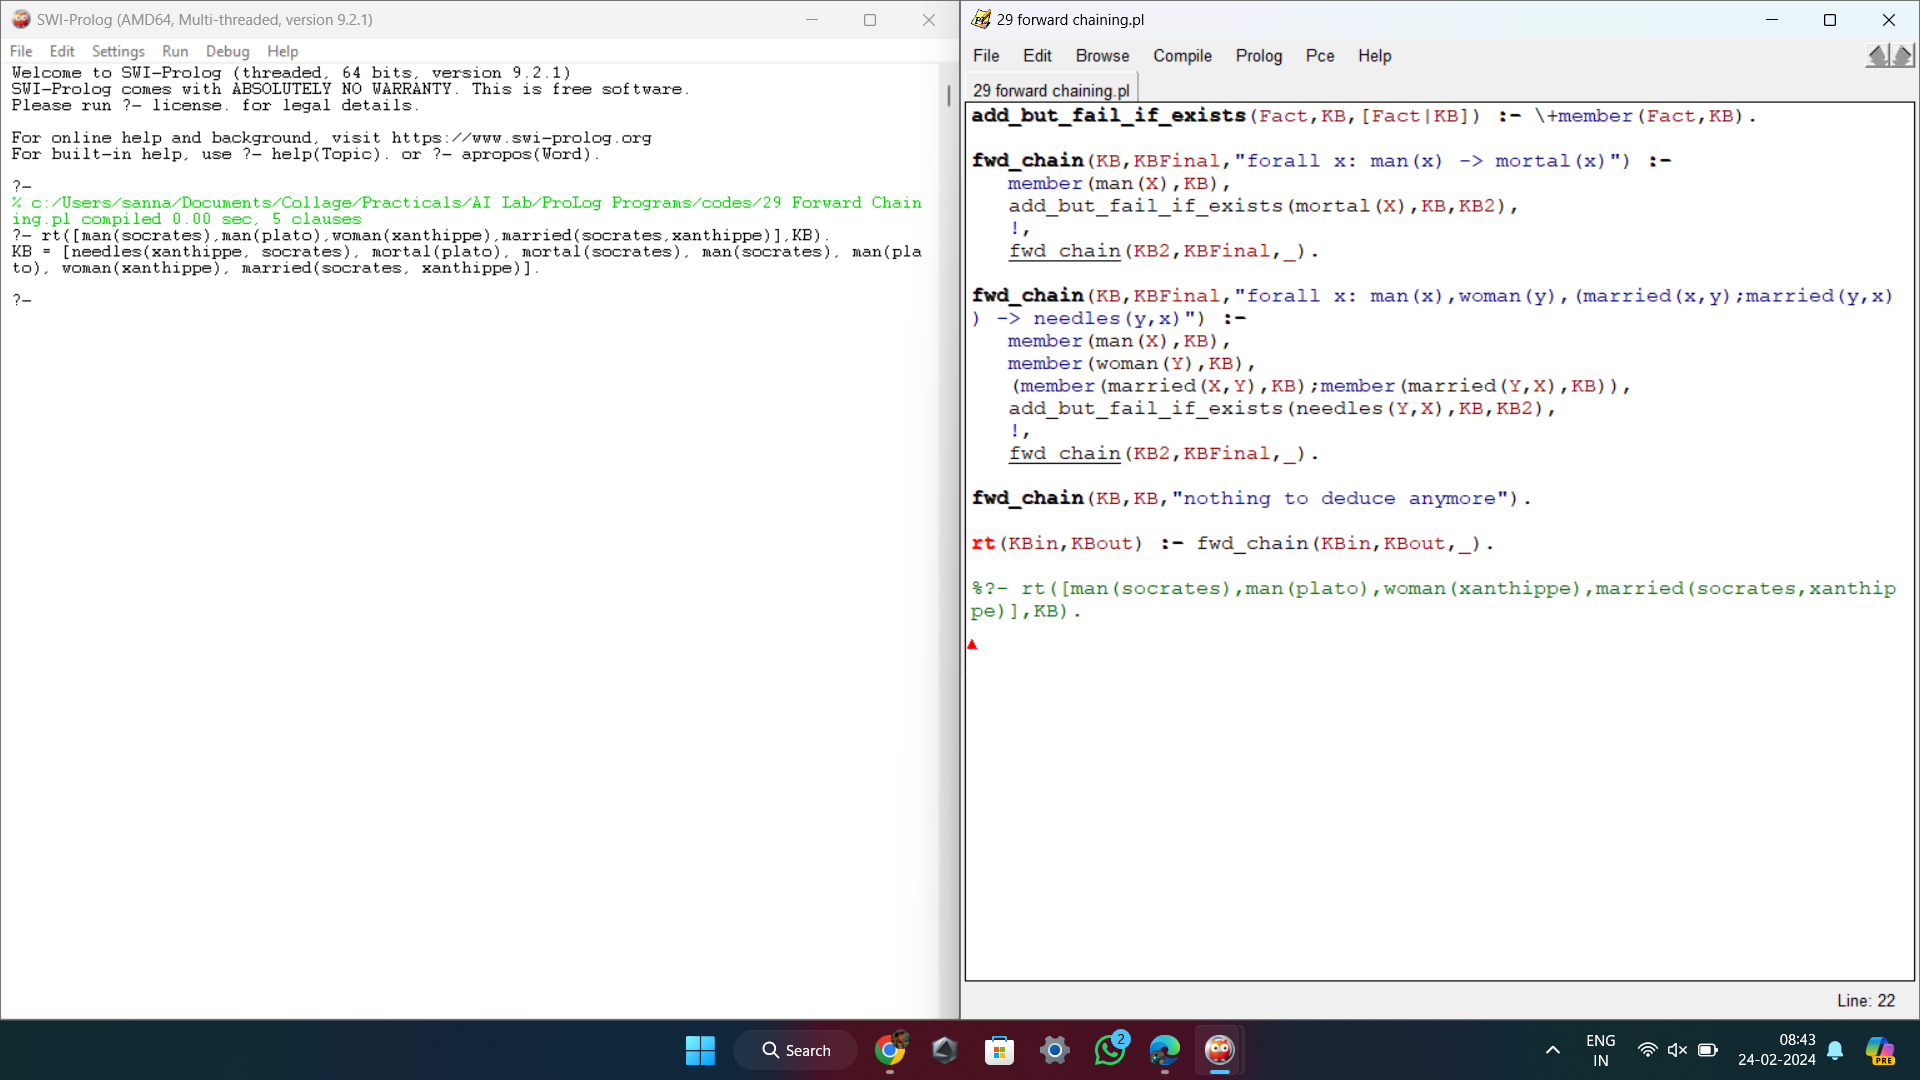 SWI-Prolog (AMD64, Multi-threaded, version 9.2.1)
File Edit Settings Run Debug Help
Welcome to SWI-Prolog (threaded, 64 bits, version 9.2.1)
SWI-Prolog comes with ABSOLUTELY NO WARRANTY. This is free software.
Please run ?- license. for legal details.
For online help and background, visit https://www.swi-prolog.org
For built-in help, use ?- help(Topic). or ?- apropos(Word).
?-
% c:/Users/sanna/Documents/Collage/Practicals/AI Lab/ProLog Programs/codes/29 Forward Chain
ing.pl compiled 0.00 sec, 5 clauses
?- rt([man(socrates),man(plato),woman(xanthippe),married(socrates,xanthippe)],KB).
KB = [needles(xanthippe, socrates), mortal(plato), mortal(socrates), man(socrates), man(pla
to), woman(xanthippe), married(socrates, xanthippe)].
?-
29 forward chaining.pl
File Edit Browse Compile Prolog Pce Help
29 forward chaining.pl
add_but_fail_if_exists(Fact,KB,[Fact|KB]) :- \+member(Fact,KB).
fwd_chain(KB,KBFinal,"forall x: man(x) -> mortal(x)") :-
member(man(X),KB),
add_but_fail_if_exists(mortal(X),KB,KB2),
!,
fwd_chain(KB2,KBFinal,_).
fwd_chain(KB,KBFinal,"forall x: man(x),woman(y),(married(x,y);married(y,x)
) -> needles(y,x)") :-
member(man(X),KB),
member(woman(Y),KB),
(member(married(X,Y),KB);member(married(Y,X),KB)),
add_but_fail_if_exists(needles(Y,X),KB,KB2),
!,
fwd_chain(KB2,KBFinal,_).
fwd_chain(KB,KB,"nothing to deduce anymore").
rt(KBin,KBout) :- fwd_chain(KBin,KBout,_).
%?- rt([man(socrates),man(plato),woman(xanthippe),married(socrates,xanthip
pe)],KB).
Line: 22
Search
2
ENG
IN
08:43
24-02-2024
PRE